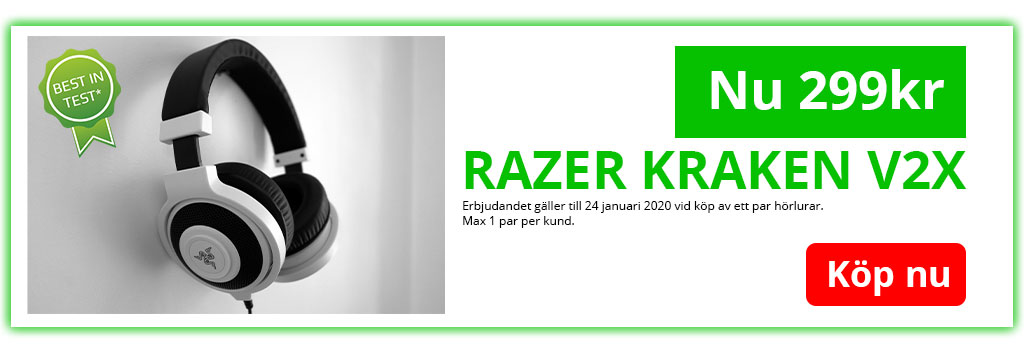 BEST IN
TEST*
Nu 299kr
RAZER KRAKEN V2X
Erbjudandet gäller till 24 januari 2020 vid köp av ett par hörlurar.
Max 1 par per kund.
Köp nu